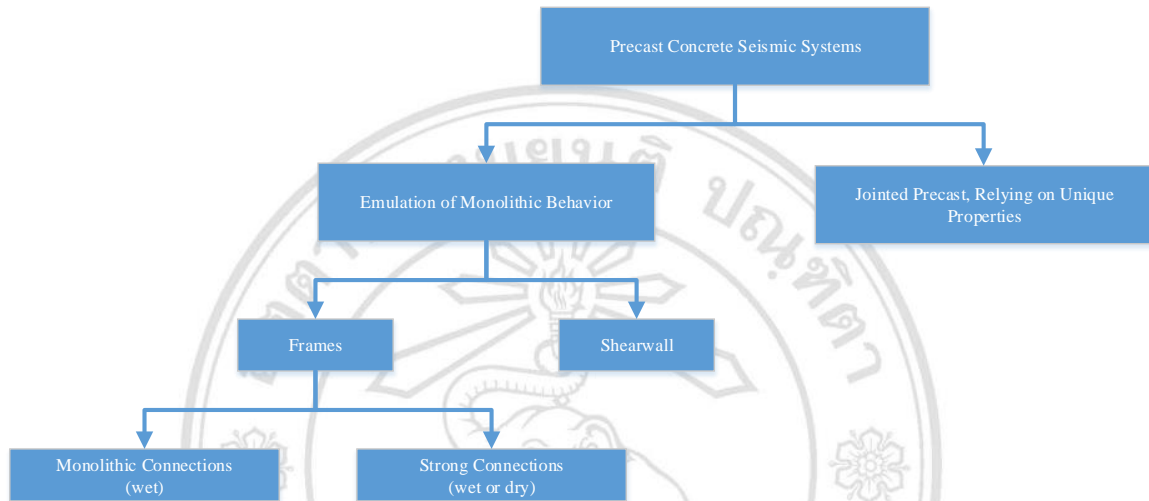 Precast Concrete Seismic Systems
Emulation of Monolithic Behavior
Jointed Precast, Relying on Unique
Properties
Frames
Shearwall
Monolithic Connections
(wet)
Strong Connections
(wet or dry)